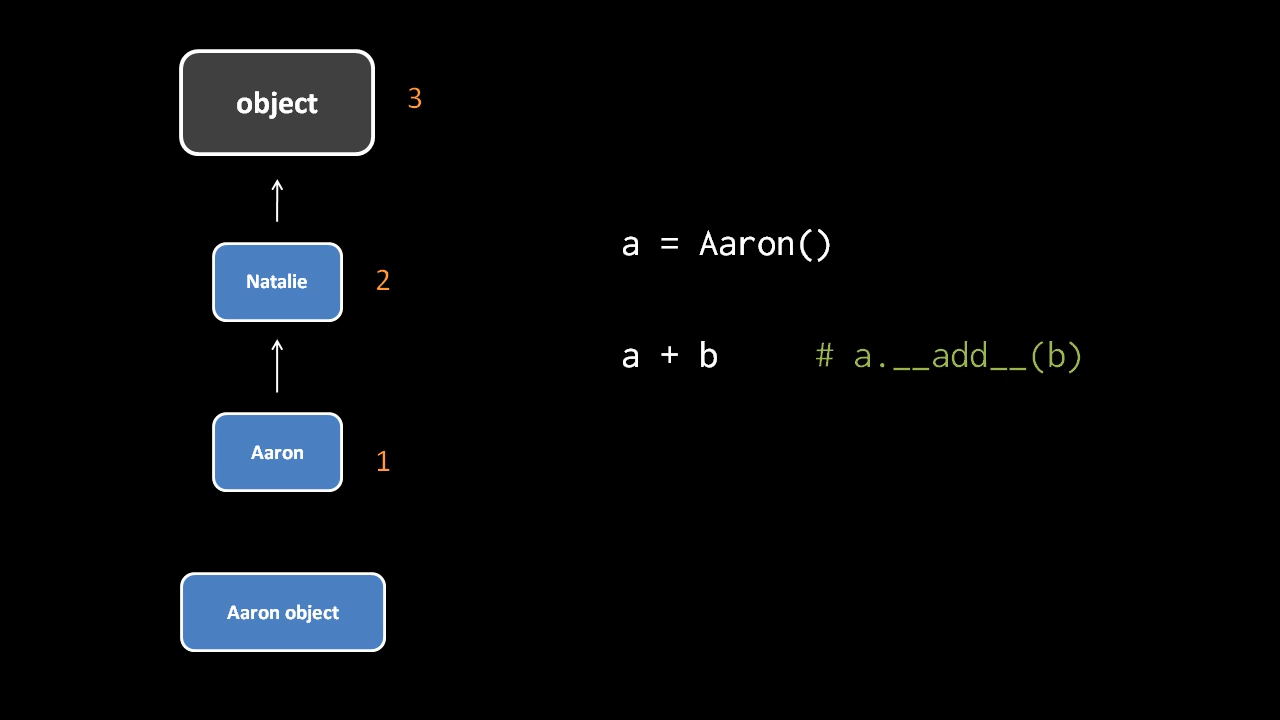 object
3
Natalie
2
Aaron
1
Aaron object
a = Aaron()
a + b # a.__add__(b)